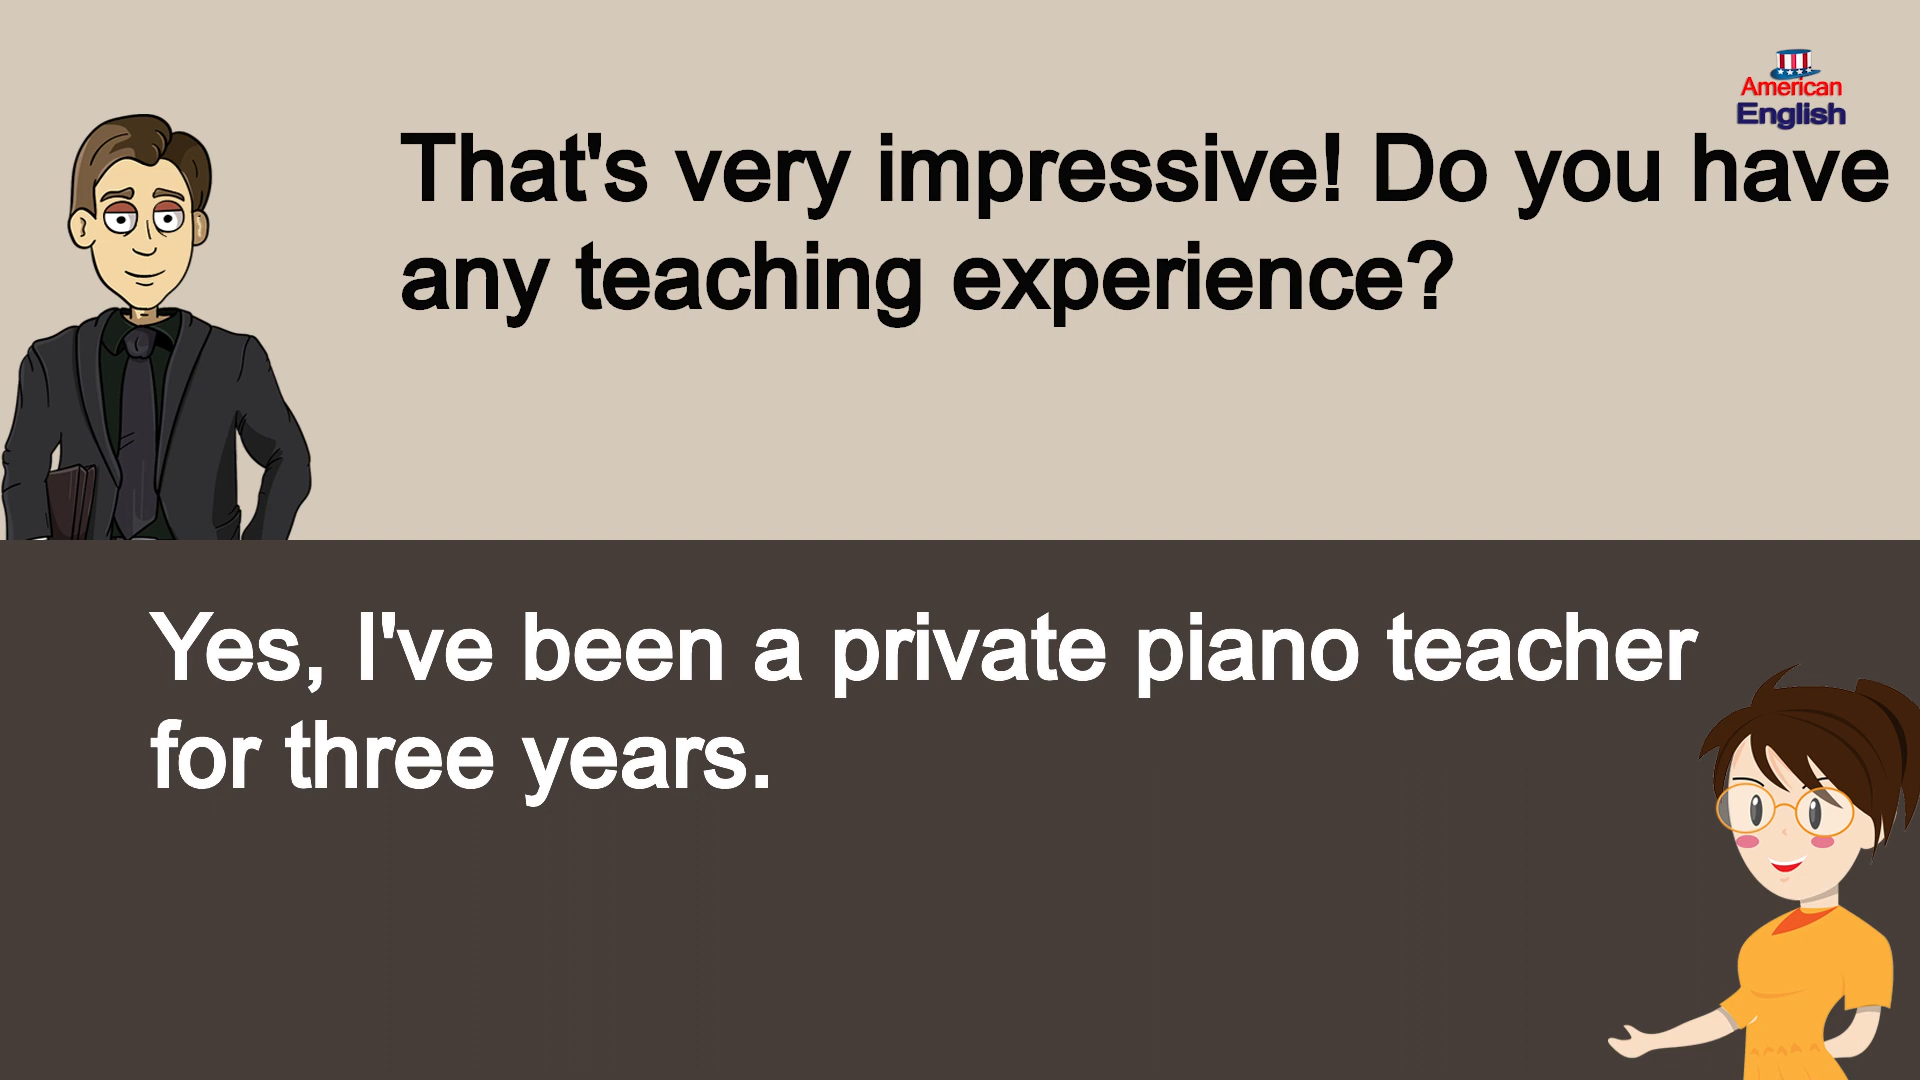 American
English
That's very impressive! Do you have
any teaching experience?
Yes, I've been a private piano teacher
for three years.